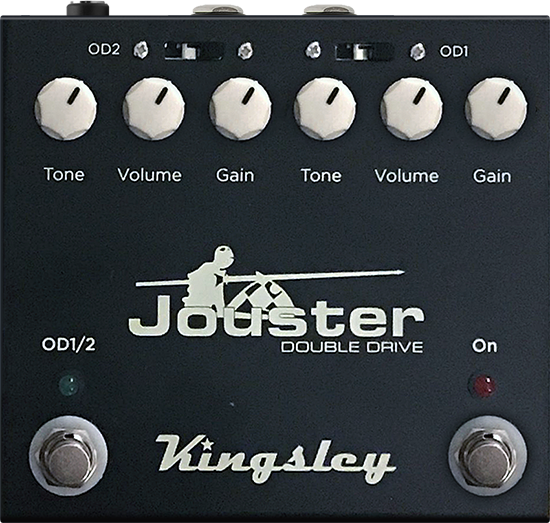 OD2 OD1
Tone Volume Gain Tone Volume Gain
Jouster
DOUBLE DRIVE
OD1/2 On
Kingsley